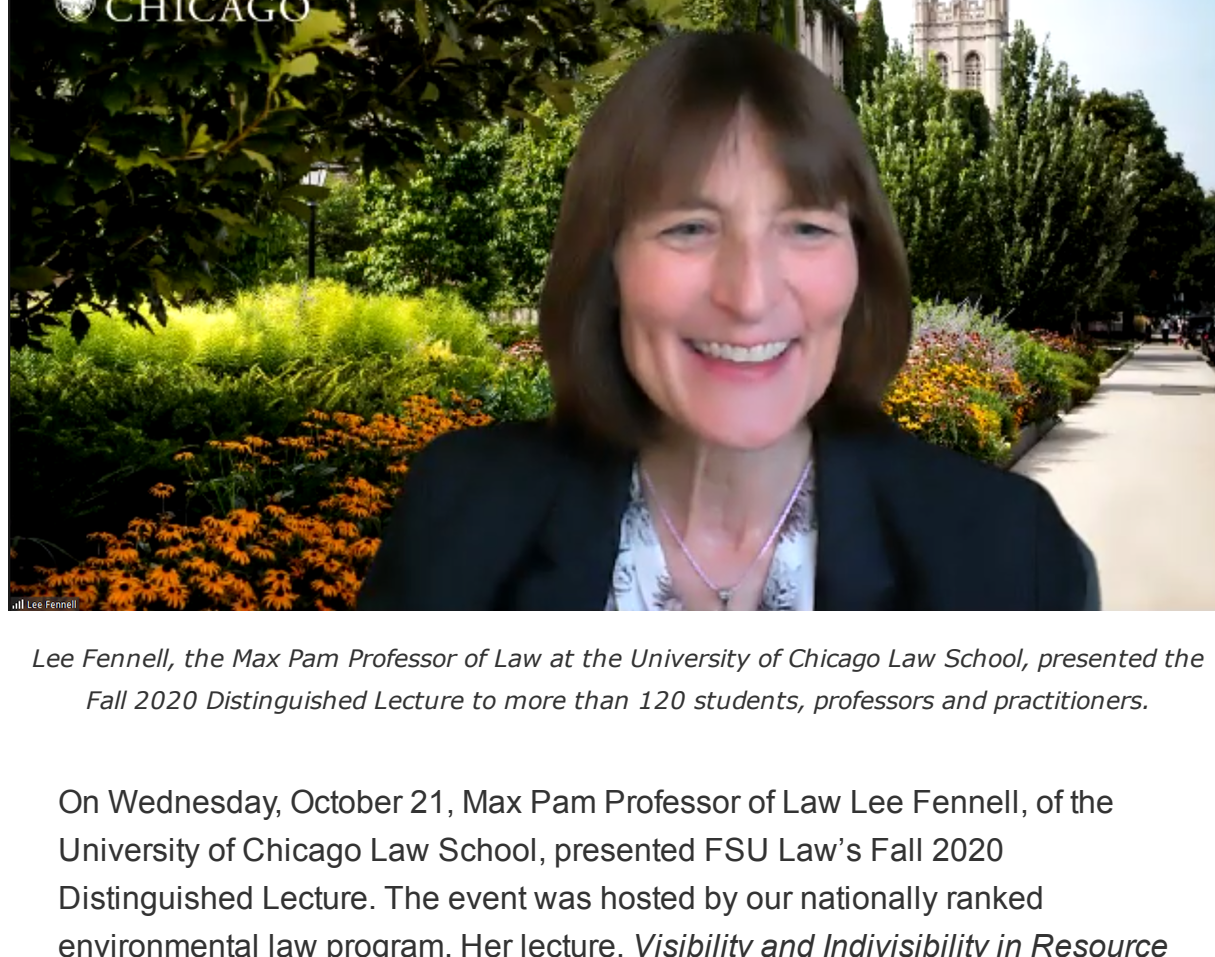 CHICAGO
Lee Fennell
Lee Fennell, the Max Pam Professor of Law at the University of Chicago Law School, presented the
Fall 2020 Distinguished Lecture to more than 120 students, professors and practitioners.
On Wednesday, October 21, Max Pam Professor of Law Lee Fennell, of the
University of Chicago Law School, presented FSU Law’s Fall 2020
Distinguished Lecture. The event was hosted by our nationally ranked
environmental law program. Her lecture, Visibility and Indivisibility in Resource